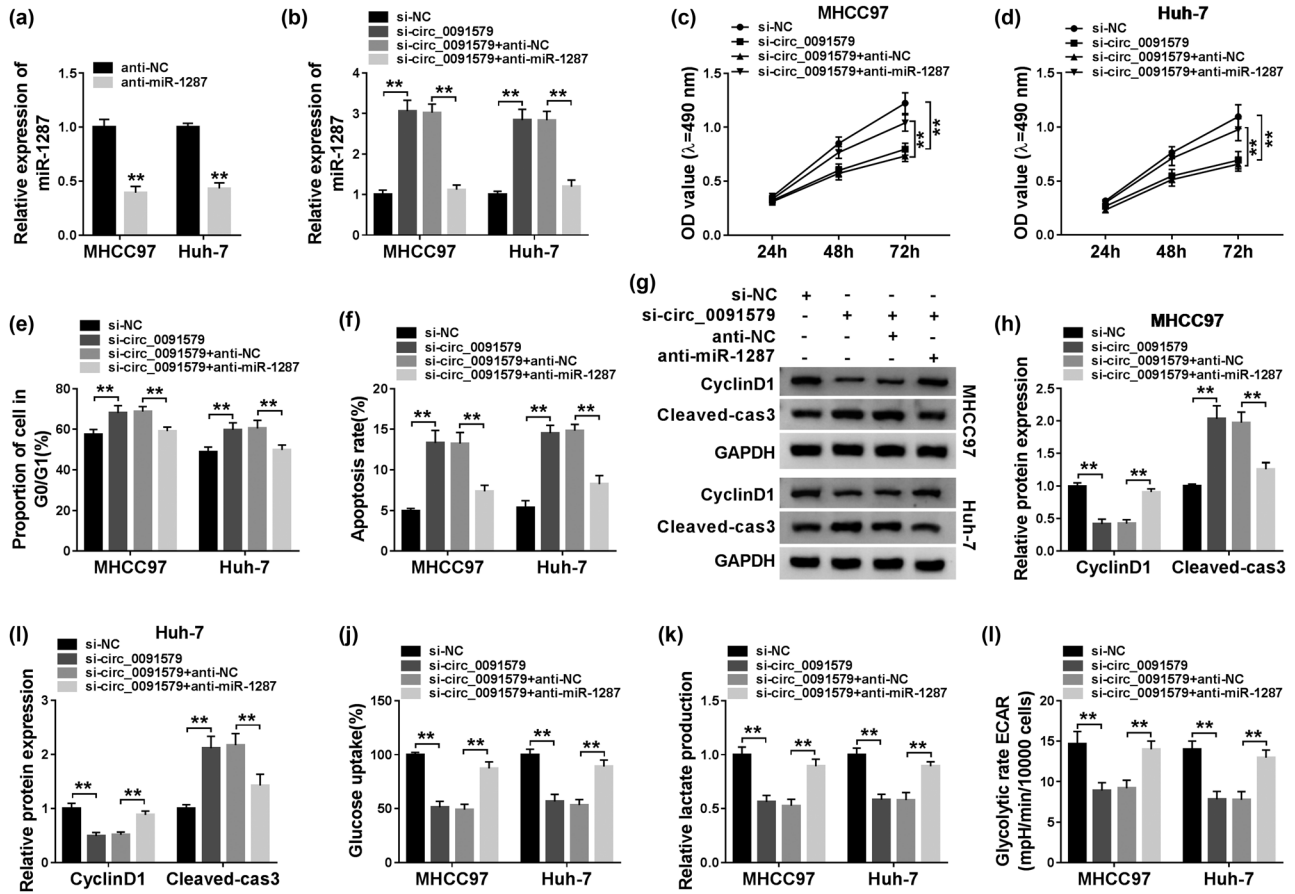 (a)
anti-NC
anti-miR-1287
Relative expression of
miR-1287
1.5
1.0
0.5
0.0
**
**
MHCC97
Huh-7
(b)
si-NC
si-circ_0091579
si-circ_0091579+anti-NC
si-circ_0091579+anti-miR-1287
Relative expression of
miR-1287
4
3
2
1
0
**
**
**
**
MHCC97
Huh-7
(c)
MHCC97
si-NC
si-circ_0091579
si-circ_0091579+anti-NC
si-circ_0091579+anti-miR-1287
OD value (λ=490 nm)
1.5
1.0
0.5
0.0
**
**
24h
48h
72h
(d)
Huh-7
si-NC
si-circ_0091579
si-circ_0091579+anti-NC
si-circ_0091579+anti-miR-1287
OD value (λ=490 nm)
1.5
1.0
0.5
0.0
**
**
24h
48h
72h
(e)
si-NC
si-circ_0091579
si-circ_0091579+anti-NC
si-circ_0091579+anti-miR-1287
Proportion of cell in
G0/G1(%)
80
60
40
20
0
**
**
**
**
MHCC97
Huh-7
(f)
si-NC
si-circ_0091579
si-circ_0091579+anti-NC
si-circ_0091579+anti-miR-1287
Apoptosis rate(%)
20
15
10
5
0
**
**
**
**
MHCC97
Huh-7
(g)
si-NC + - - -
si-circ_0091579 - + + +
anti-NC - - + -
anti-miR-1287 - - - +
CyclinD1
Cleaved-cas3
GAPDH
MHCC97
CyclinD1
Cleaved-cas3
GAPDH
Huh-7
(h)
MHCC97
si-NC
si-circ_0091579
si-circ_0091579+anti-NC
si-circ_0091579+anti-miR-1287
Relative protein expression
2.5
2.0
1.5
1.0
0.5
0.0
**
**
**
**
CyclinD1
Cleaved-cas3
(l)
Huh-7
si-NC
si-circ_0091579
si-circ_0091579+anti-NC
si-circ_0091579+anti-miR-1287
Relative protein expression
3
2
1
0
**
**
**
**
CyclinD1
Cleaved-cas3
(j)
si-NC
si-circ_0091579
si-circ_0091579+anti-NC
si-circ_0091579+anti-miR-1287
Glucose uptake(%)
150
100
50
0
**
**
**
**
MHCC97
Huh-7
(k)
si-NC
si-circ_0091579
si-circ_0091579+anti-NC
si-circ_0091579+anti-miR-1287
Relative lactate production
1.5
1.0
0.5
0.0
**
**
**
**
MHCC97
Huh-7
(l)
si-NC
si-circ_0091579
si-circ_0091579+anti-NC
si-circ_0091579+anti-miR-1287
Glycolytic rate ECAR
(mpH/min/10000 cells)
20
15
10
5
0
**
**
**
**
MHCC97
Huh-7